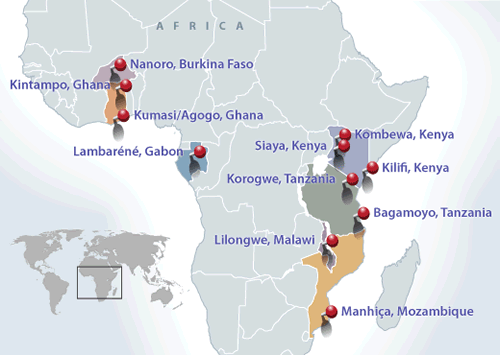 AFRICA
Nanoro, Burkina Faso
Kintampo, Ghana
Kumasi/Agogo, Ghana
Kombewa, Kenya
Siaya, Kenya
Lambaréné, Gabon
Kilifi, Kenya
Korogwe, Tanzania
Bagamoyo, Tanzania
Lilongwe, Malawi
Manhiça, Mozambique